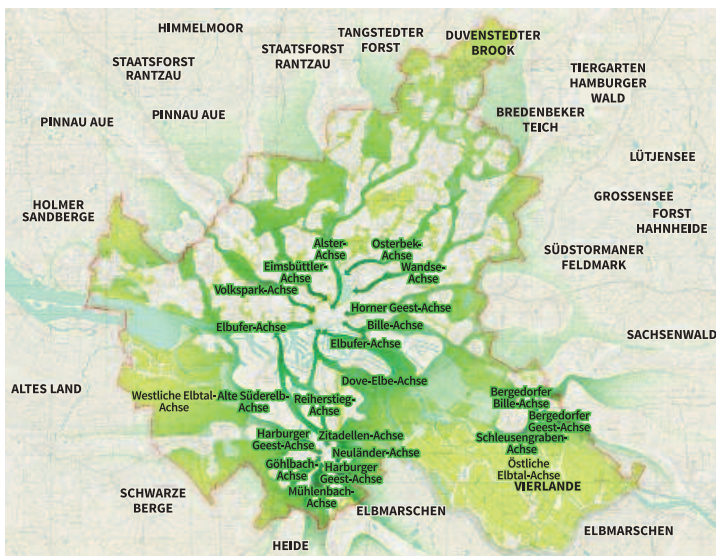 HIMMELMOOR
TANGSTEDTER
FORST
DUVENSTEDTER
BROOK
STAATSFORST
RANTZAU
STAATSFORST
RANTZAU
TIERGARTEN
HAMBURGER
WALD
PINNAU AUE
PINNAU AUE
BREDENBEKER
TEICH
LÜTJENSEE
HOLMER
SANDBERGE
GROSSENSEE
FORST
HAHNHEIDE
SÜDSTORMANER
FELDMARK
Alster-
Achse
Osterbek-
Achse
Eimsbüttler-
Achse
Wandse-
Achse
Volkspark-Achse
Horner Geest-Achse
Elbufer-Achse
Bille-Achse
Elbufer-Achse
SACHSENWALD
ALTES LAND
Dove-Elbe-Achse
Westliche Elbtal-
Achse
Alte Süderelb-
Achse
Reiherstieg-
Achse
Bergedorfer
Bille-Achse
Bergedorfer
Geest-Achse
Schleusengraben-
Achse
Östliche
Elbtal-Achse
VIERLANDE
Harburger
Geest-Achse
Zitadellen-Achse
Neuländer-Achse
Göhlbach-
Achse
Harburger
Geest-Achse
Mühlenbach-
Achse
SCHWARZE
BERGE
ELBMARSCHEN
ELBMARSCHEN
HEIDE